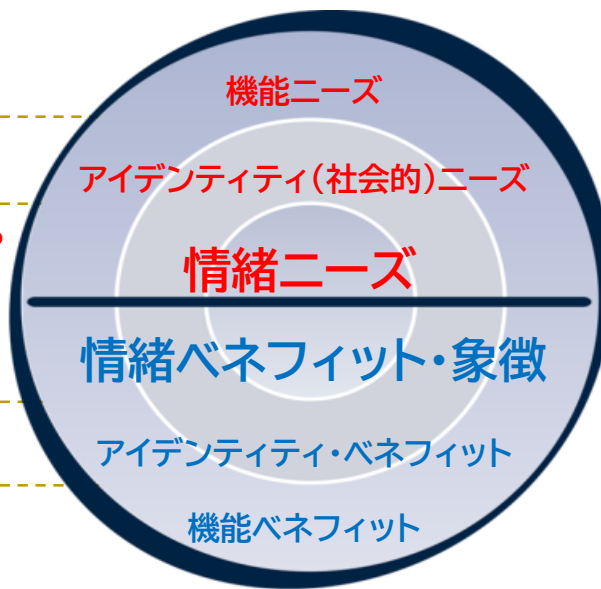 機能ニーズ
アイデンティティ(社会的)ニーズ
情緒ニーズ
情緒ベネフィット・象徴
アイデンティティ・ベネフィット
機能ベネフィット